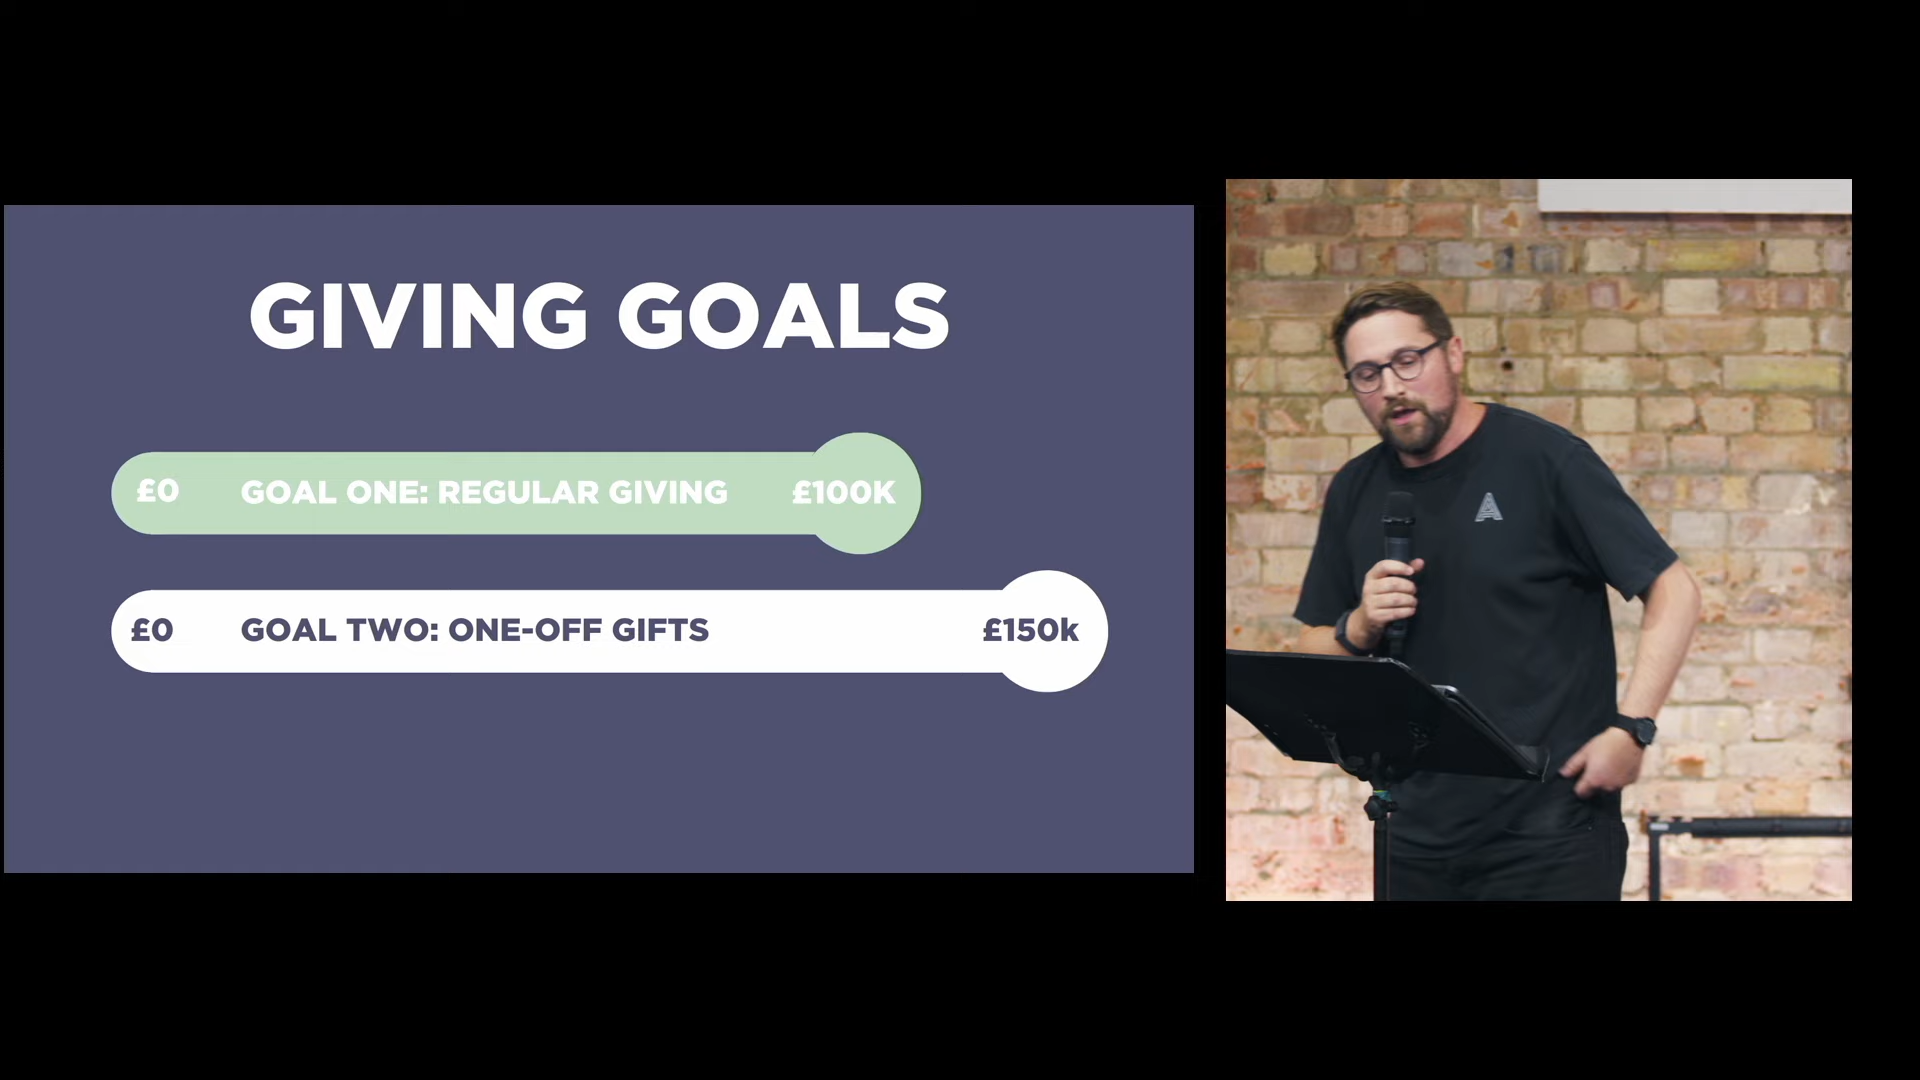 GIVING GOALS
£0 GOAL ONE: REGULAR GIVING £100K
£0 GOAL TWO: ONE-OFF GIFTS £150k
A